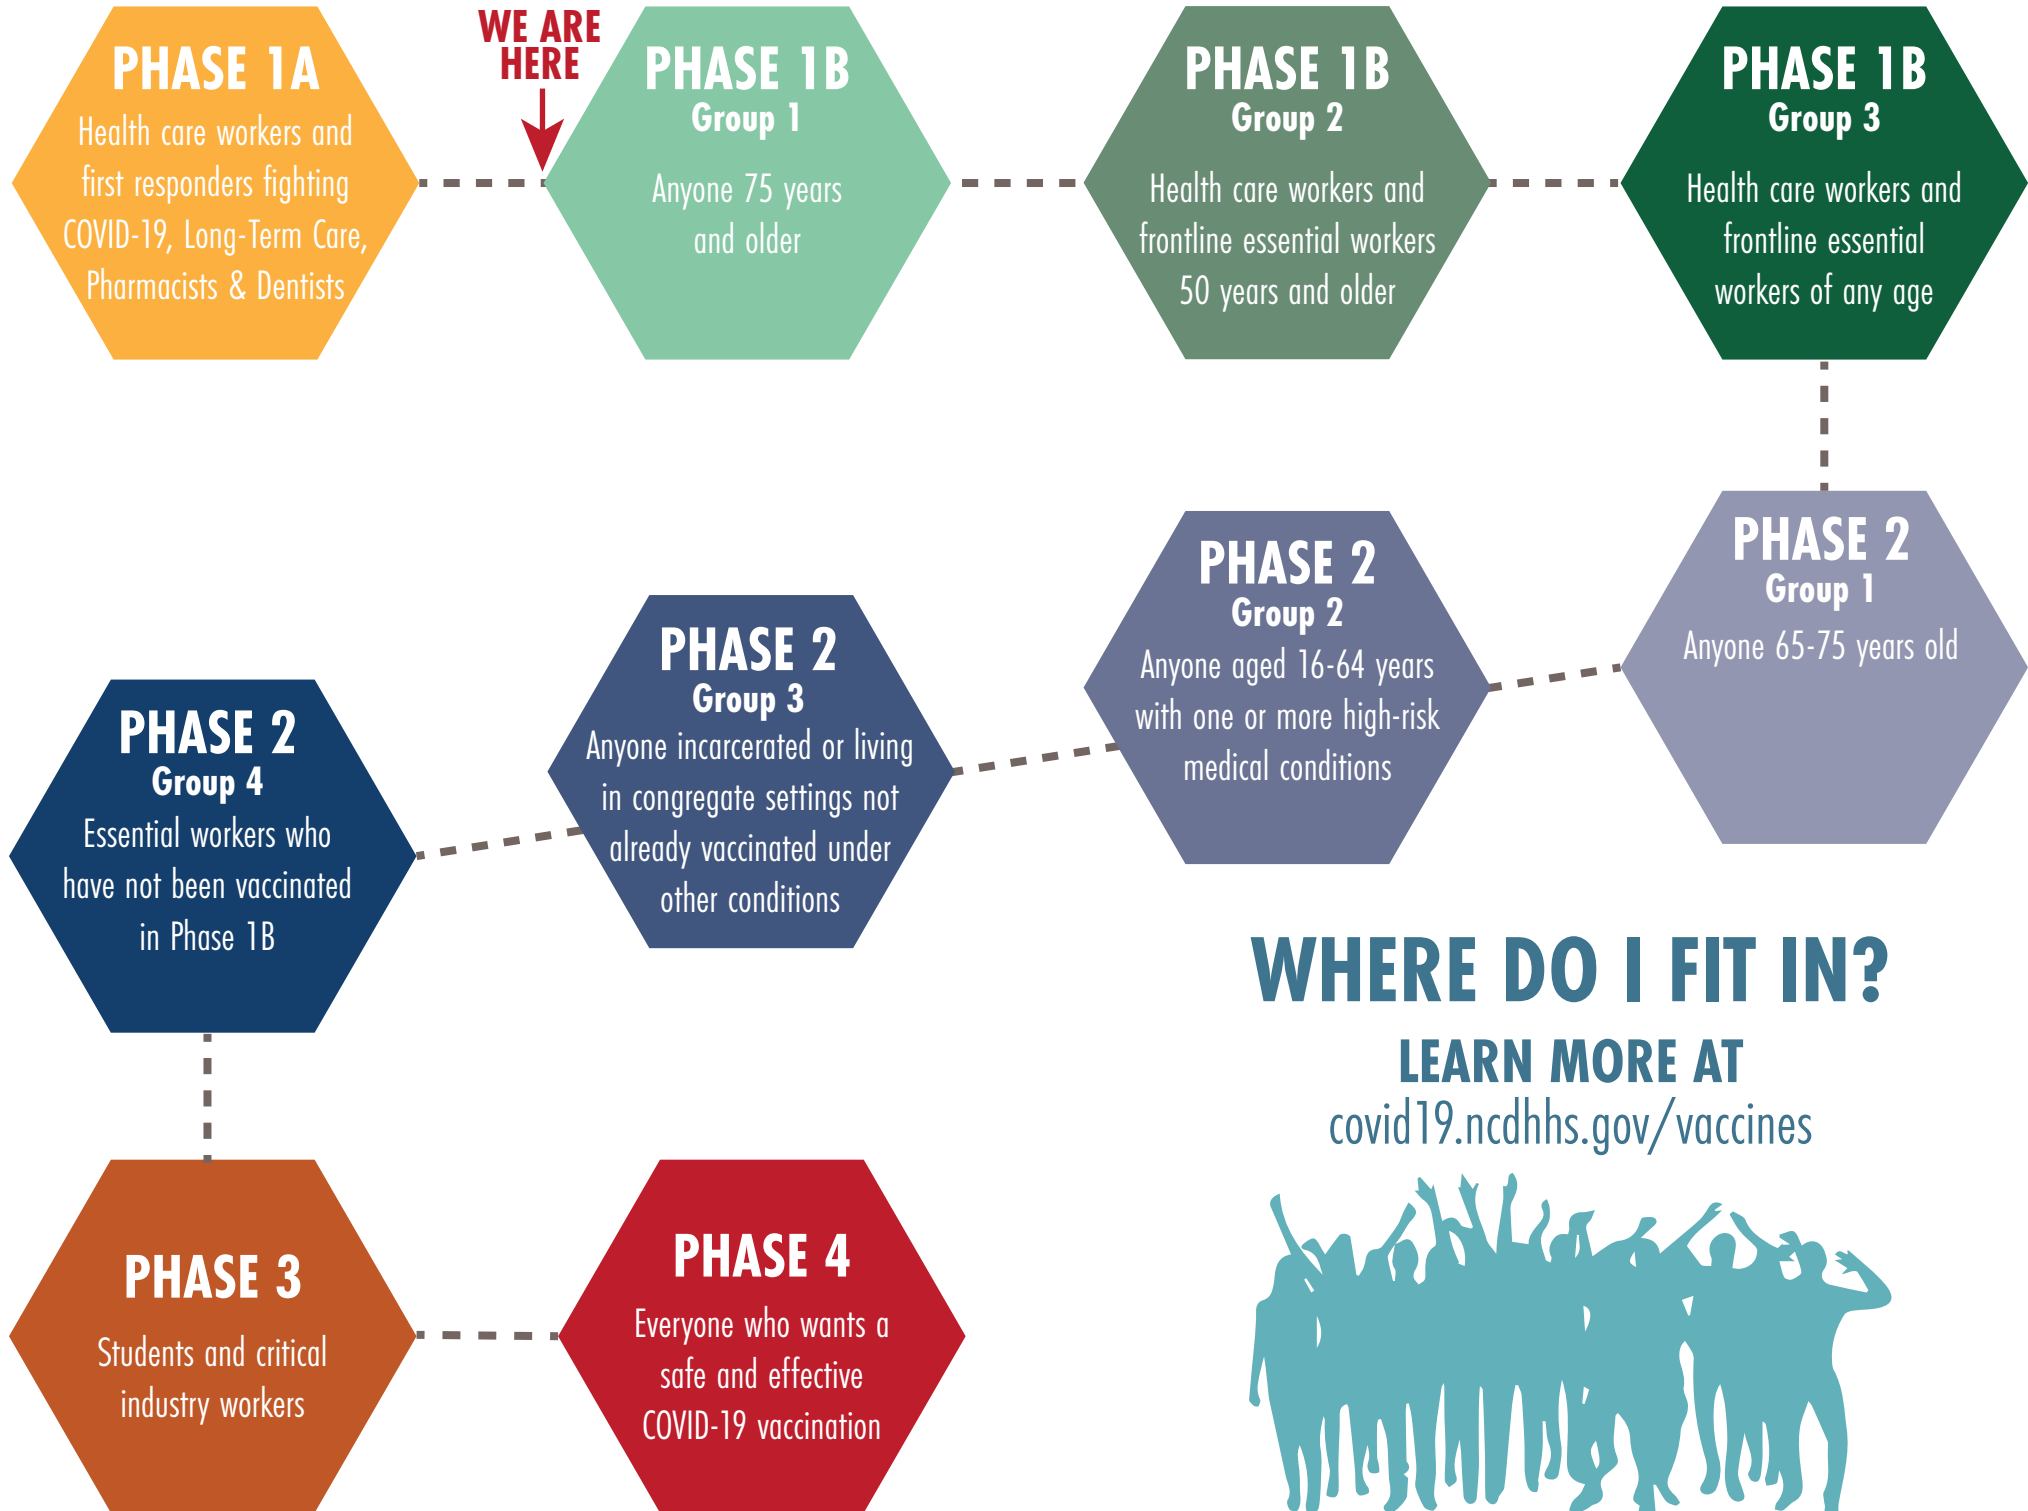 PHASE 1A
Health care workers and
first responders fighting
COVID-19, Long-Term Care,
Pharmacists & Dentists
WE ARE
HERE
PHASE 1B
Group 1
Anyone 75 years
and older
PHASE 1B
Group 2
Health care workers and
frontline essential workers
50 years and older
PHASE 1B
Group 3
Health care workers and
frontline essential
workers of any age
PHASE 2
Group 1
Anyone 65-75 years old
PHASE 2
Group 2
Anyone aged 16-64 years
with one or more high-risk
medical conditions
PHASE 2
Group 3
Anyone incarcerated or living
in congregate settings not
already vaccinated under
other conditions
PHASE 2
Group 4
Essential workers who
have not been vaccinated
in Phase 1B
PHASE 3
Students and critical
industry workers
PHASE 4
Everyone who wants a
safe and effective
COVID-19 vaccination
WHERE DO I FIT IN?
LEARN MORE AT
covid19.ncdhhs.gov/vaccines